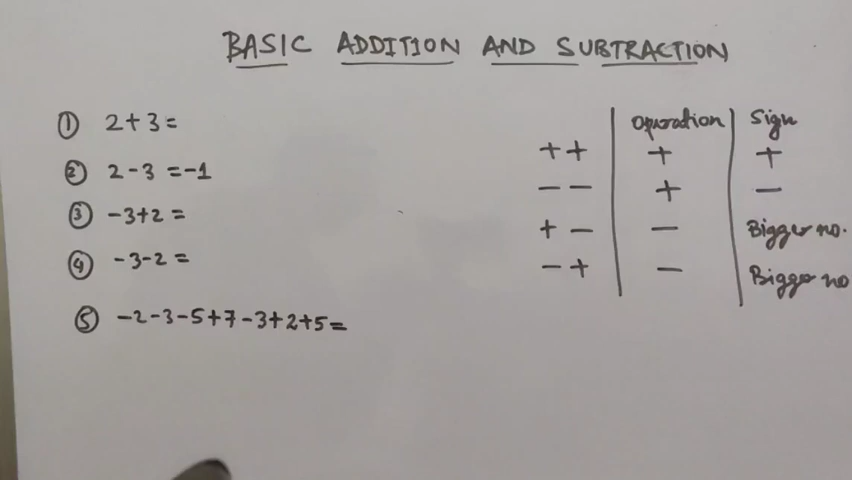 BASIC ADDITION AND SUBTRACTION
① 2+3=
② 2-3=-1
③ -3+2=
④ -3-2=
⑤ -2-3-5+7-3+2+5=
Operation Sign
++ + +
-- + -
+- - Bigger no.
-+ - Bigger no